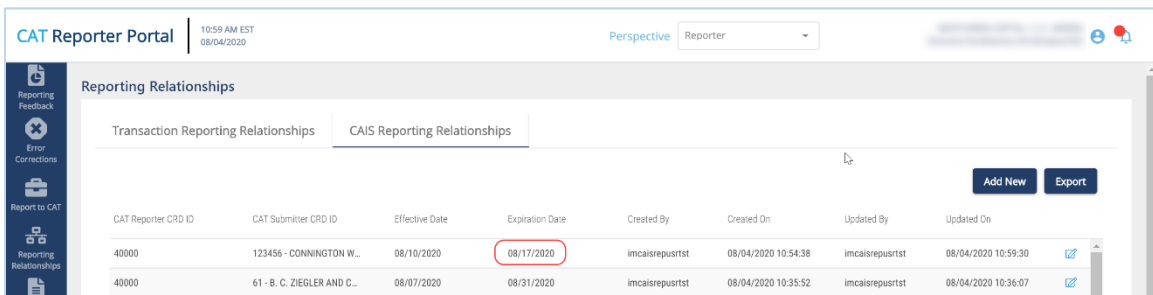 CAT Reporter Portal
10:59 AM EST
08/04/2020
Perspective Reporter
Reporting
Feedback
Error
Corrections
Report to CAT
Reporting
Relationships
Reporting Relationships
Transaction Reporting Relationships CAIS Reporting Relationships
Add New Export
CAT Reporter CRD ID CAT Submitter CRD ID Effective Date Expiration Date Created By Created On Updated By Updated On
40000 123456 - CONNINGTON W... 08/10/2020 08/17/2020 imcaisrepusrtst 08/04/2020 10:54:38 imcaisrepusrtst 08/04/2020 10:59:30
40000 61 - B. C. ZIEGLER AND C... 08/07/2020 08/31/2020 imcaisrepusrtst 08/04/2020 10:35:52 imcaisrepusrtst 08/04/2020 10:36:07